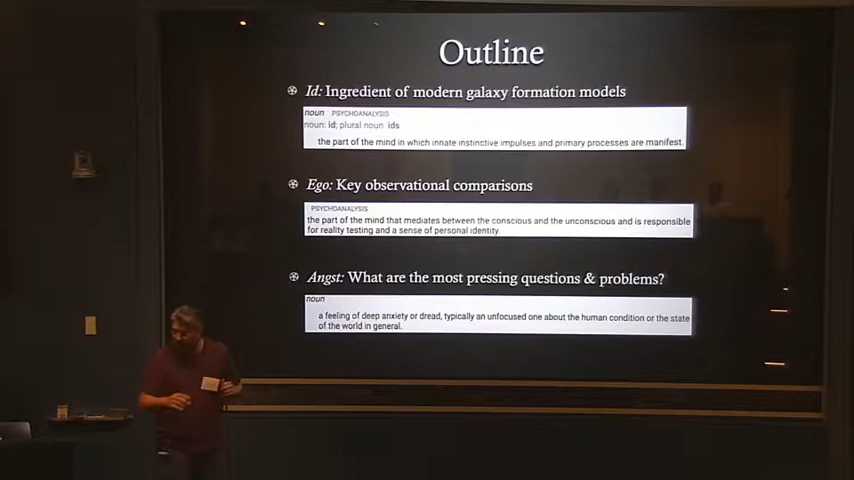 Outline
Id: Ingredient of modern galaxy formation models
noun PSYCHOANALYSIS
noun: id; plural noun ids
the part of the mind in which innate instinctive impulses and primary processes are manifest.
Ego: Key observational comparisons
PSYCHOANALYSIS
the part of the mind that mediates between the conscious and the unconscious and is responsible
for reality testing and a sense of personal identity
Angst: What are the most pressing questions & problems?
noun
a feeling of deep anxiety or dread, typically an unfocused one about the human condition or the state
of the world in general.